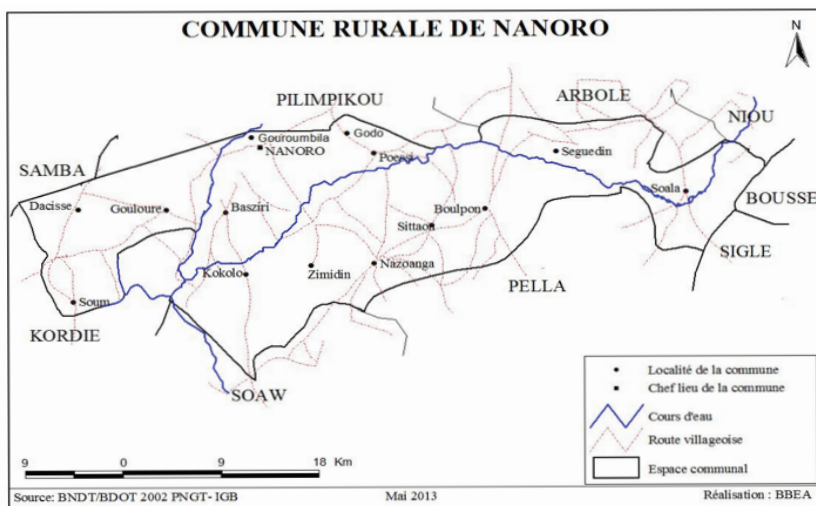 COMMUNE RURALE DE NANORO
N
PILIMPIKOU
ARBOLE
NIOU
Gouroumbila
Godo
NANORO
Poessi
Seguedin
SAMBA
Soala
Dacisse
Gouloure
Basziri
Boulpon
BOUSSE
Sittaon
SIGLE
Kokolo
Zimidin
Nazoanga
PELLA
Soum
KORDIE
SOAW
Localité de la commune
Chef lieu de la commune
Cours d'eau
Route villageoise
Espace communal
9 0 9 18 Km
Source: BNDT/BDOT 2002 PNGT- IGB
Mai 2013
Réalisation : BBEA